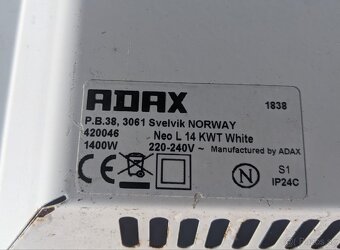 ADAX 1838
P.B.38, 3061 Svelvik NORWAY
420046 Neo L 14 KWT White
1400W 220-240V ~ Manufactured by ADAX
CE N S1
IP24C